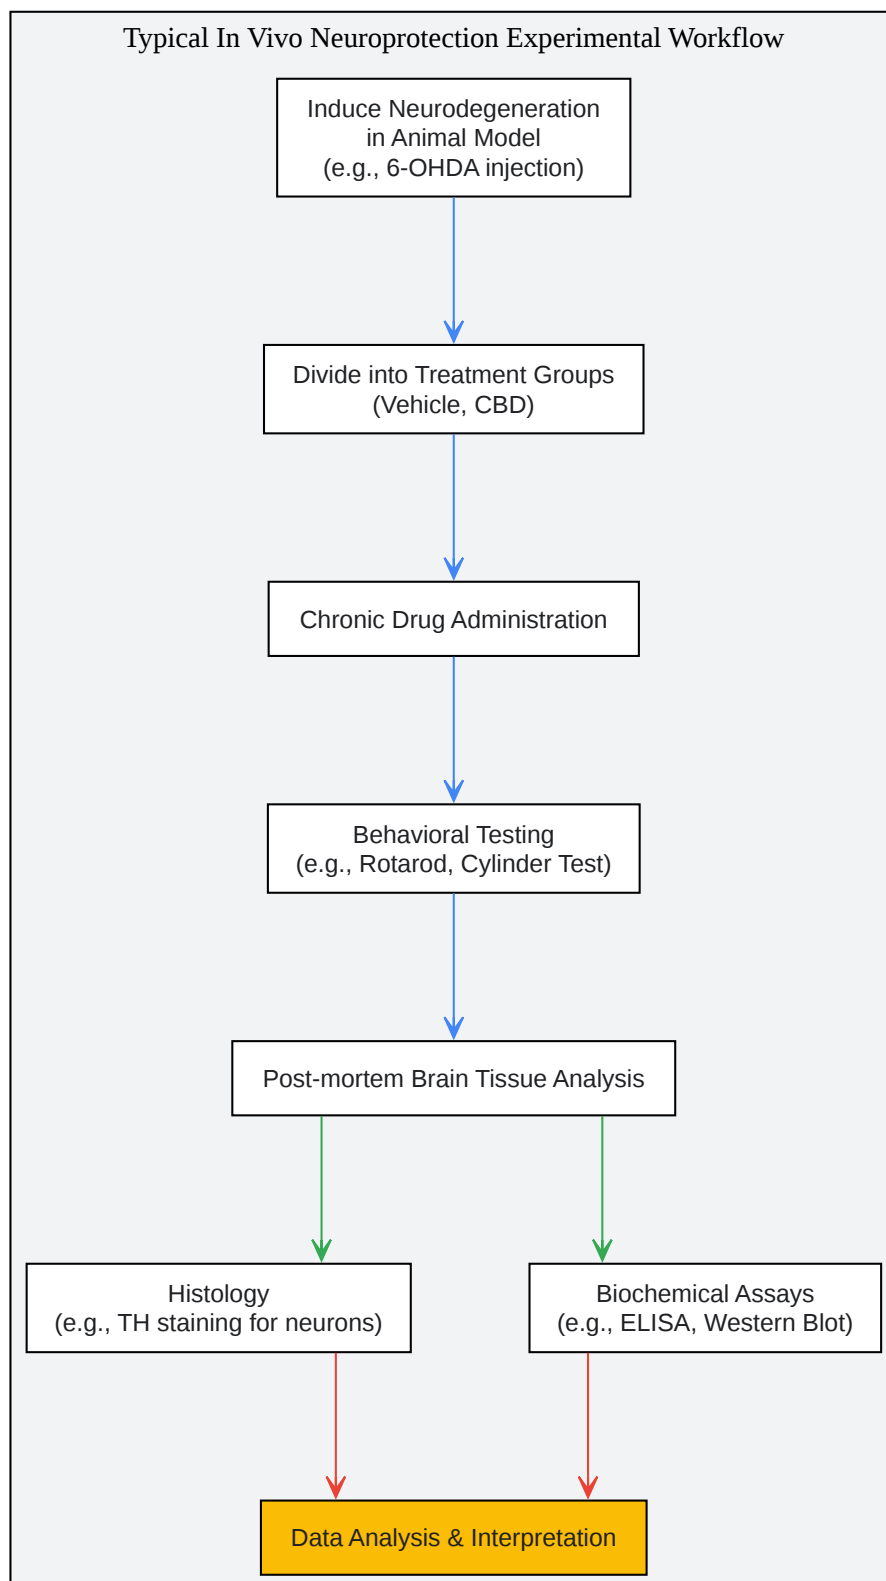 Typical In Vivo Neuroprotection Experimental Workflow
Induce Neurodegeneration
in Animal Model
(e.g., 6-OHDA injection)
Divide into Treatment Groups
(Vehicle, CBD)
Chronic Drug Administration
Behavioral Testing
(e.g., Rotarod, Cylinder Test)
Post-mortem Brain Tissue Analysis
Histology
(e.g., TH staining for neurons)
Biochemical Assays
(e.g., ELISA, Western Blot)
Data Analysis & Interpretation